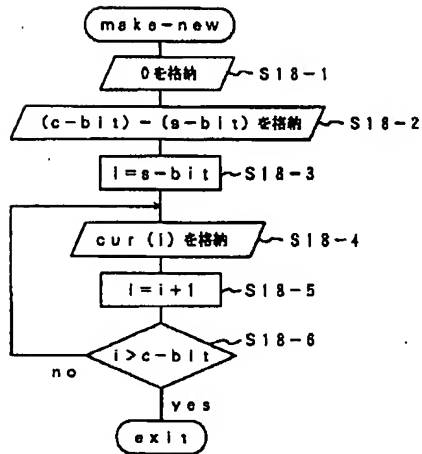 make-new
0を格納 S18-1
(c-bit)-(s-bit)を格納 S18-2
i=s-bit S18-3
cur(i)を格納 S18-4
i=i+1 S18-5
S18-6
i>c-bit
no
yes
exit